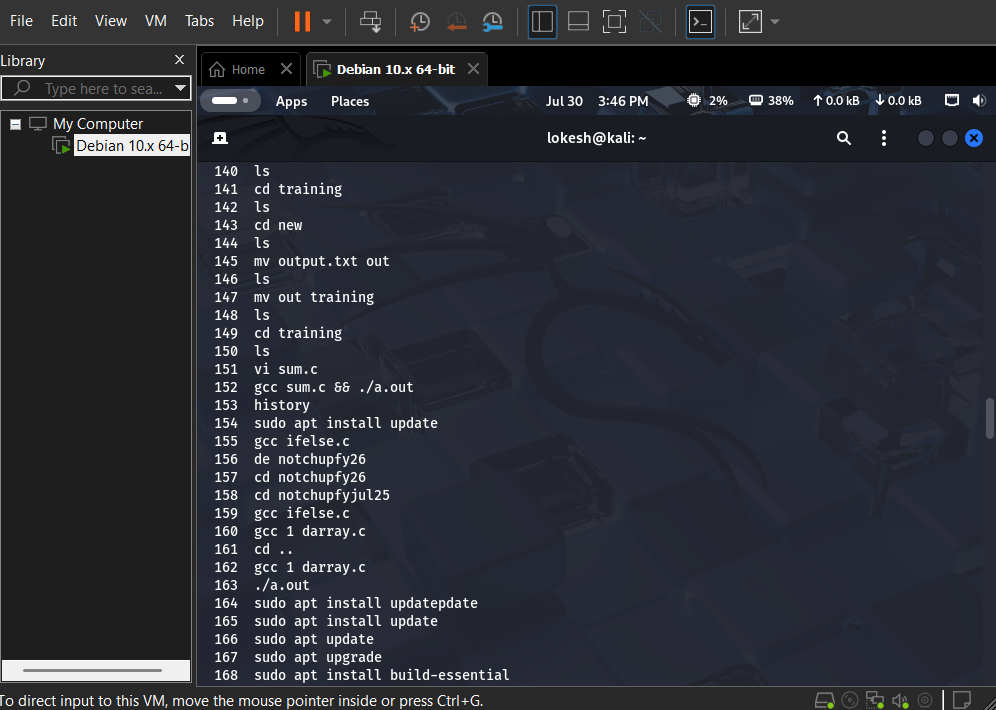 File Edit View VM Tabs Help
Library
Type here to sea...
My Computer
Debian 10.x 64-b
Home
Debian 10.x 64-bit
Apps Places Jul 30 3:46 PM 2% 38% 0.0 kB 0.0 kB
lokesh@kali: ~
140 ls
141 cd training
142 ls
143 cd new
144 ls
145 mv output.txt out
146 ls
147 mv out training
148 ls
149 cd training
150 ls
151 vi sum.c
152 gcc sum.c && ./a.out
153 history
154 sudo apt install update
155 gcc ifelse.c
156 de notchupfy26
157 cd notchupfy26
158 cd notchupfyjul25
159 gcc ifelse.c
160 gcc 1 darray.c
161 cd ..
162 gcc 1 darray.c
163 ./a.out
164 sudo apt install updatepdate
165 sudo apt install update
166 sudo apt update
167 sudo apt upgrade
168 sudo apt install build-essential
To direct input to this VM, move the mouse pointer inside or press Ctrl+G.